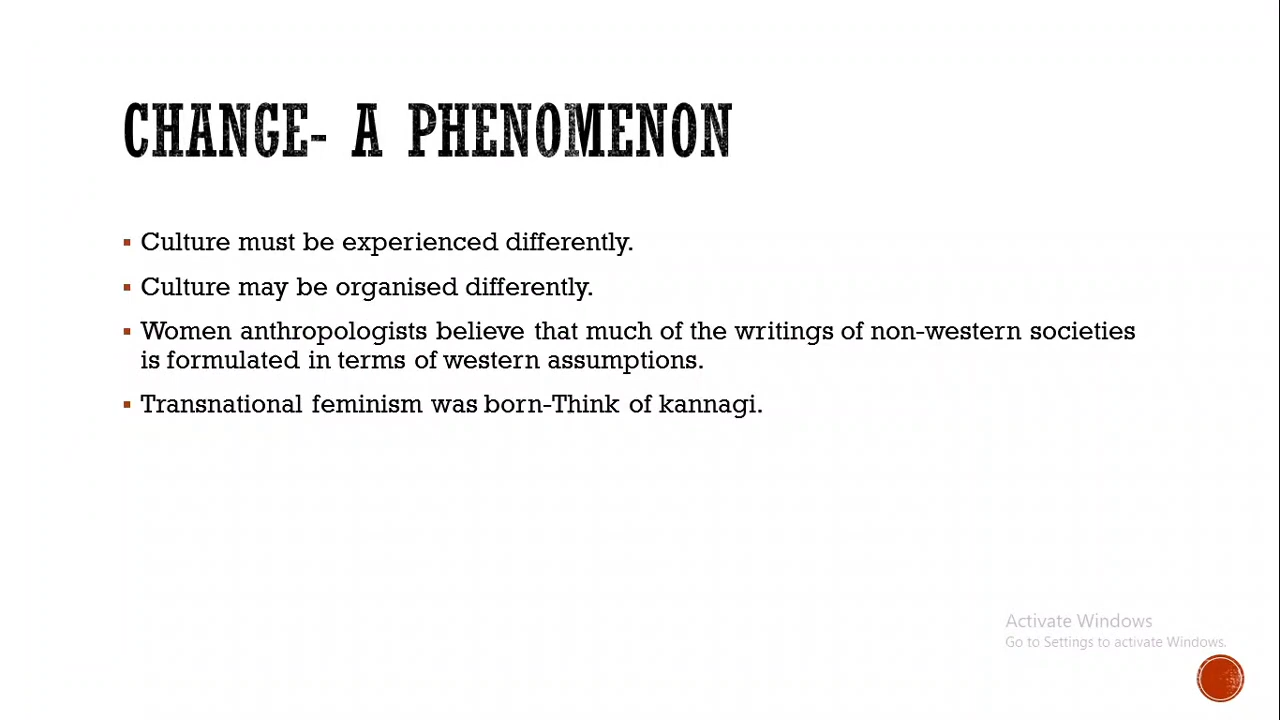 CHANGE- A PHENOMENON
Culture must be experienced differently.
Culture may be organised differently.
Women anthropologists believe that much of the writings of non-western societies
is formulated in terms of western assumptions.
Transnational feminism was born-Think of kannagi.
Activate Windows
Go to Settings to activate Windows.